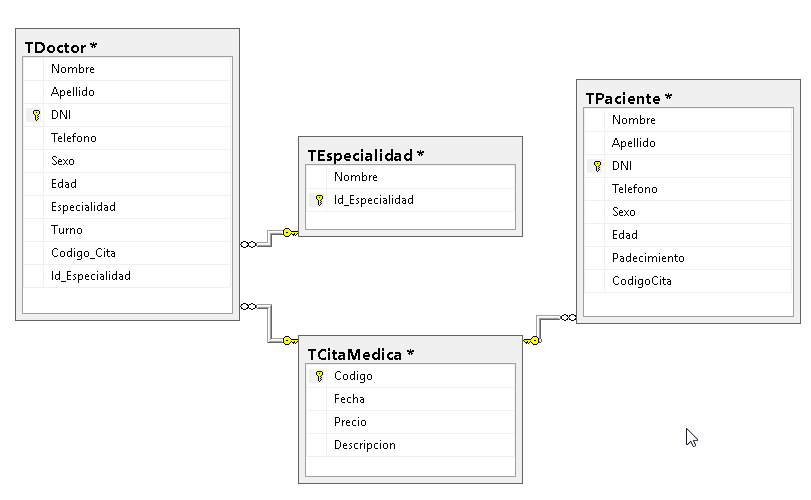 TDoctor *
Nombre
Apellido
DNI
Telefono
Sexo
Edad
Especialidad
Turno
Codigo_Cita
Id_Especialidad
TEspecialidad *
Nombre
Id_Especialidad
TCitaMedica *
Codigo
Fecha
Precio
Descripcion
TPaciente *
Nombre
Apellido
DNI
Telefono
Sexo
Edad
Padecimiento
CodigoCita